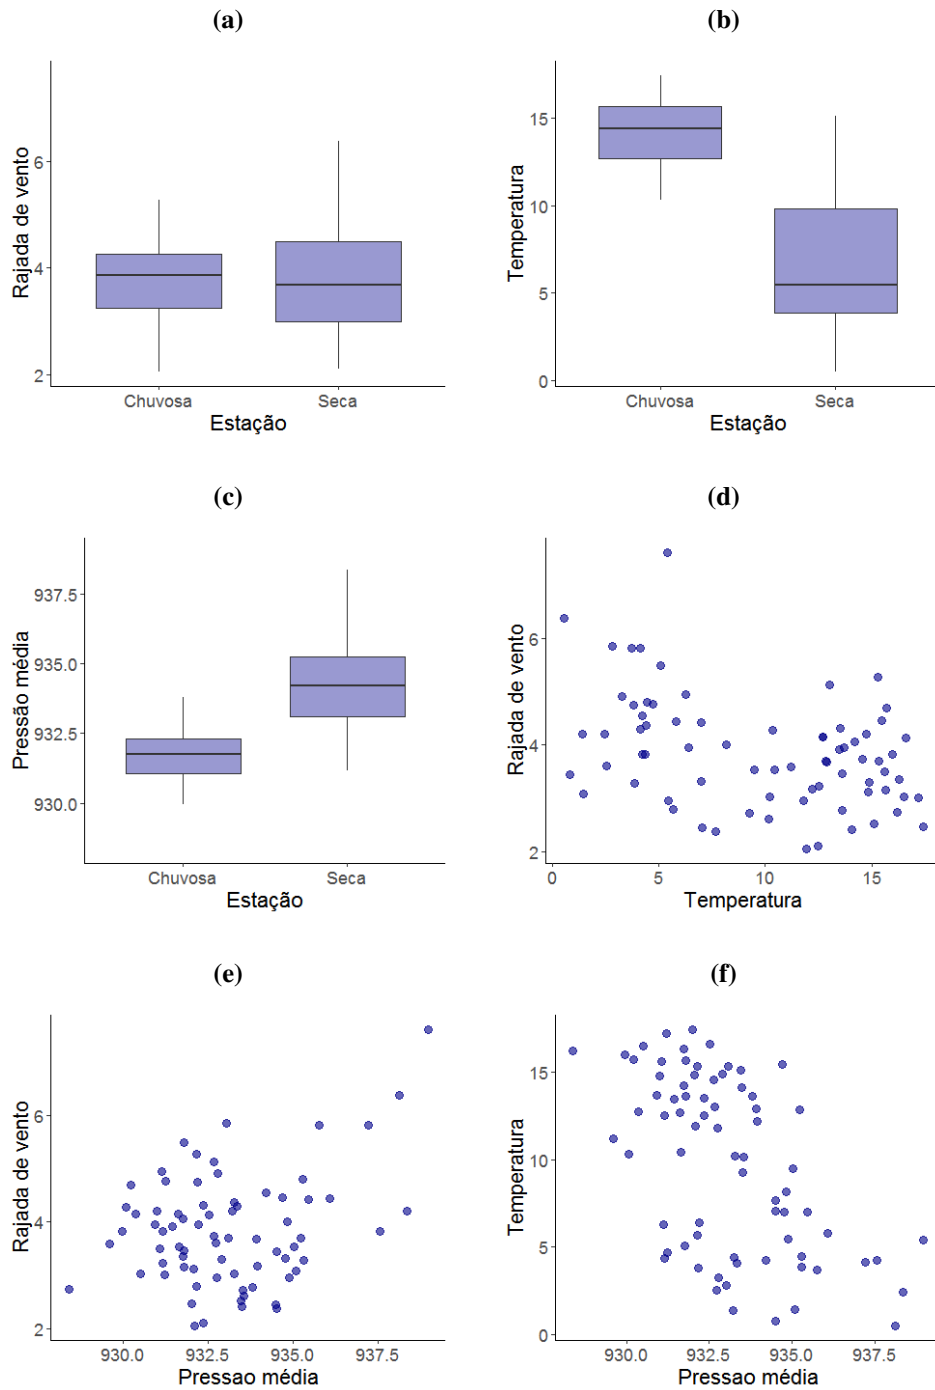 (a)
Rajada de vento
6
4
2
Chuvosa Seca
Estação
(b)
Temperatura
15
10
5
0
Chuvosa Seca
Estação
(c)
Pressão média
937.5
935.0
932.5
930.0
Chuvosa Seca
Estação
(d)
Rajada de vento
6
4
2
0 5 10 15
Temperatura
(e)
Rajada de vento
6
4
2
930.0 932.5 935.0 937.5
Pressao média
(f)
Temperatura
15
10
5
0
930.0 932.5 935.0 937.5
Pressao média